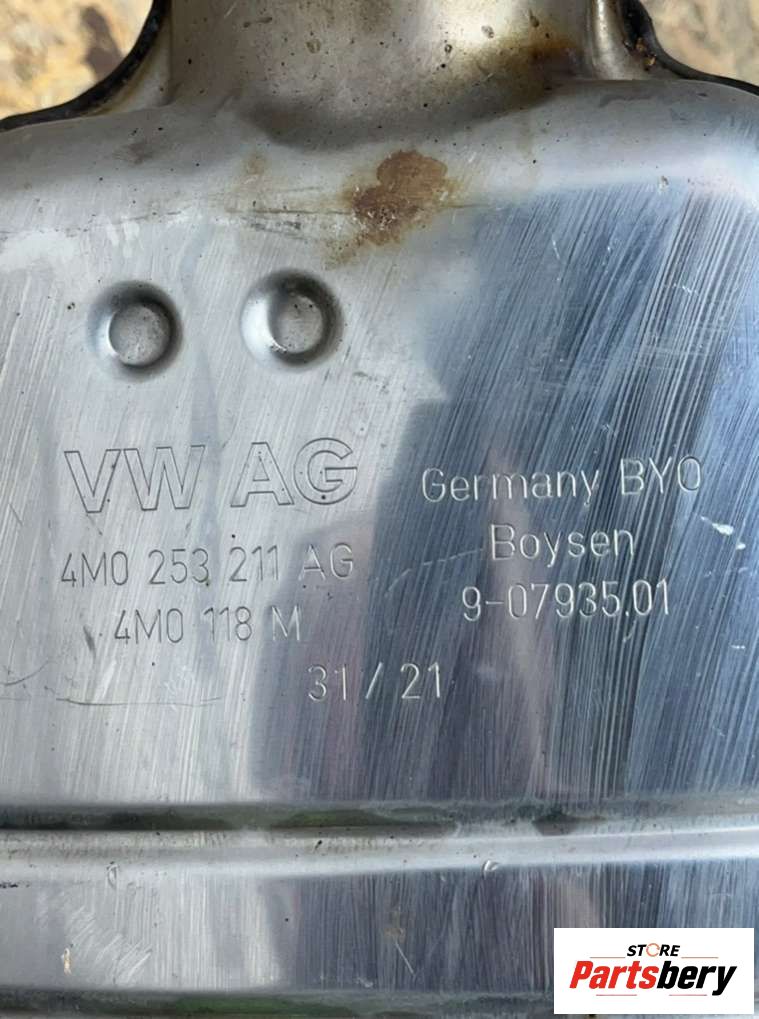 VW AG
4M0 253 211 AG
4M0 118 M
Germany BYO
Boysen
9-07935.01
31 / 21
STORE
Partsbery